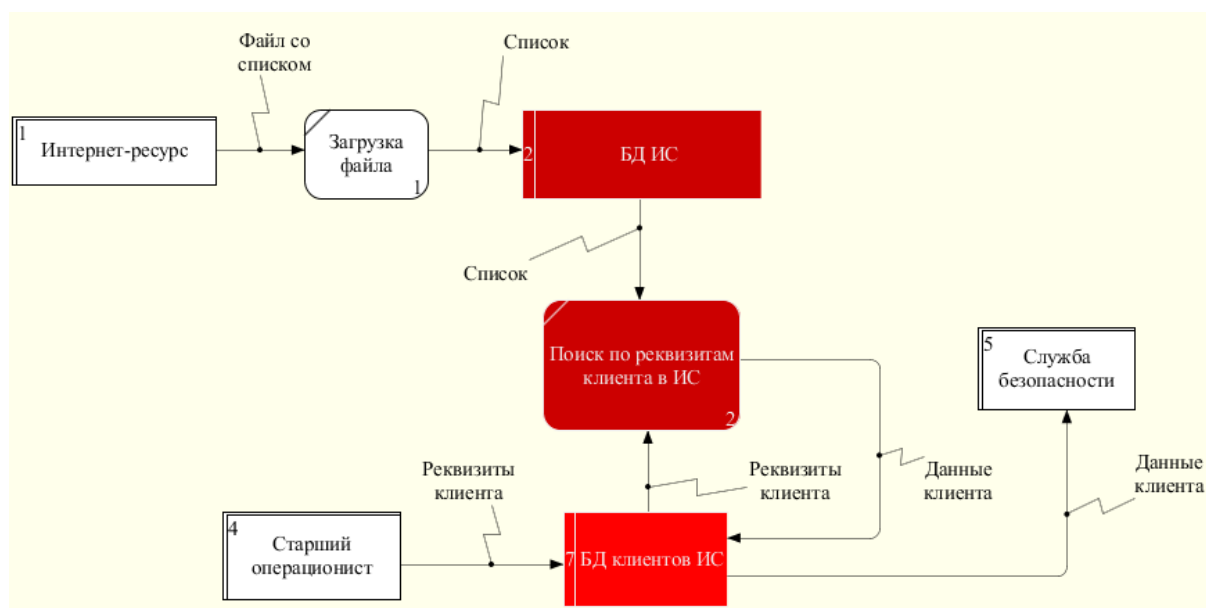 Файл со
списком
Список
1
Интернет-ресурс
Загрузка
файла
1
2
БД ИС
Список
Поиск по реквизитам
клиента в ИС
2
5
Служба
безопасности
Реквизиты
клиента
Реквизиты
клиента
Данные
клиента
Данные
клиента
4
Старший
операционист
7
БД клиентов ИС